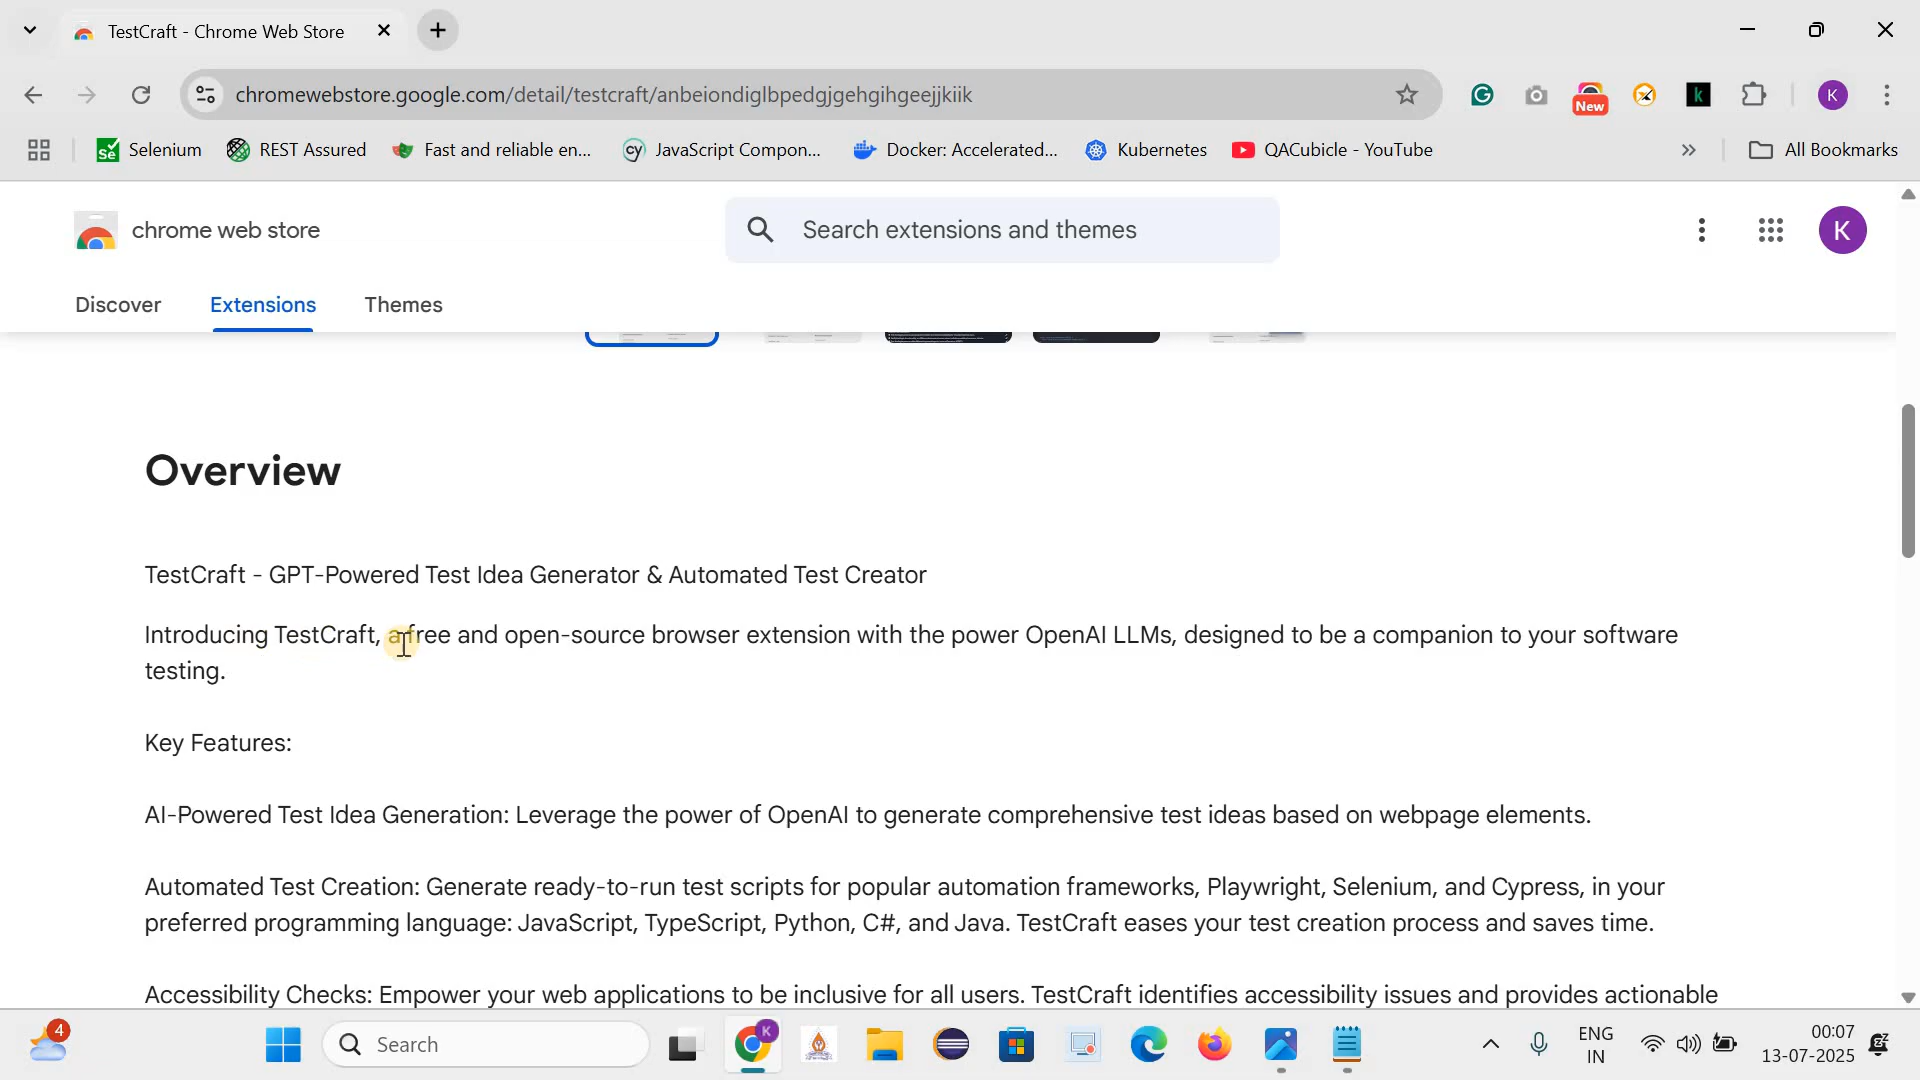 TestCraft - Chrome Web Store
chromewebstore.google.com/detail/testcraft/anbeiondiglbpedgjgehgihgeejjkiik
New
K
Selenium
REST Assured
Fast and reliable en...
JavaScript Compon...
Docker: Accelerated...
Kubernetes
QACubicle - YouTube
All Bookmarks
chrome web store
Search extensions and themes
K
Discover
Extensions
Themes
Overview
TestCraft - GPT-Powered Test Idea Generator & Automated Test Creator
Introducing TestCraft, a free and open-source browser extension with the power OpenAI LLMs, designed to be a companion to your software
testing.
Key Features:
AI-Powered Test Idea Generation: Leverage the power of OpenAI to generate comprehensive test ideas based on webpage elements.
Automated Test Creation: Generate ready-to-run test scripts for popular automation frameworks, Playwright, Selenium, and Cypress, in your
preferred programming language: JavaScript, TypeScript, Python, C#, and Java. TestCraft eases your test creation process and saves time.
Accessibility Checks: Empower your web applications to be inclusive for all users. TestCraft identifies accessibility issues and provides actionable
4
Search
K
ENG
IN
00:07
13-07-2025